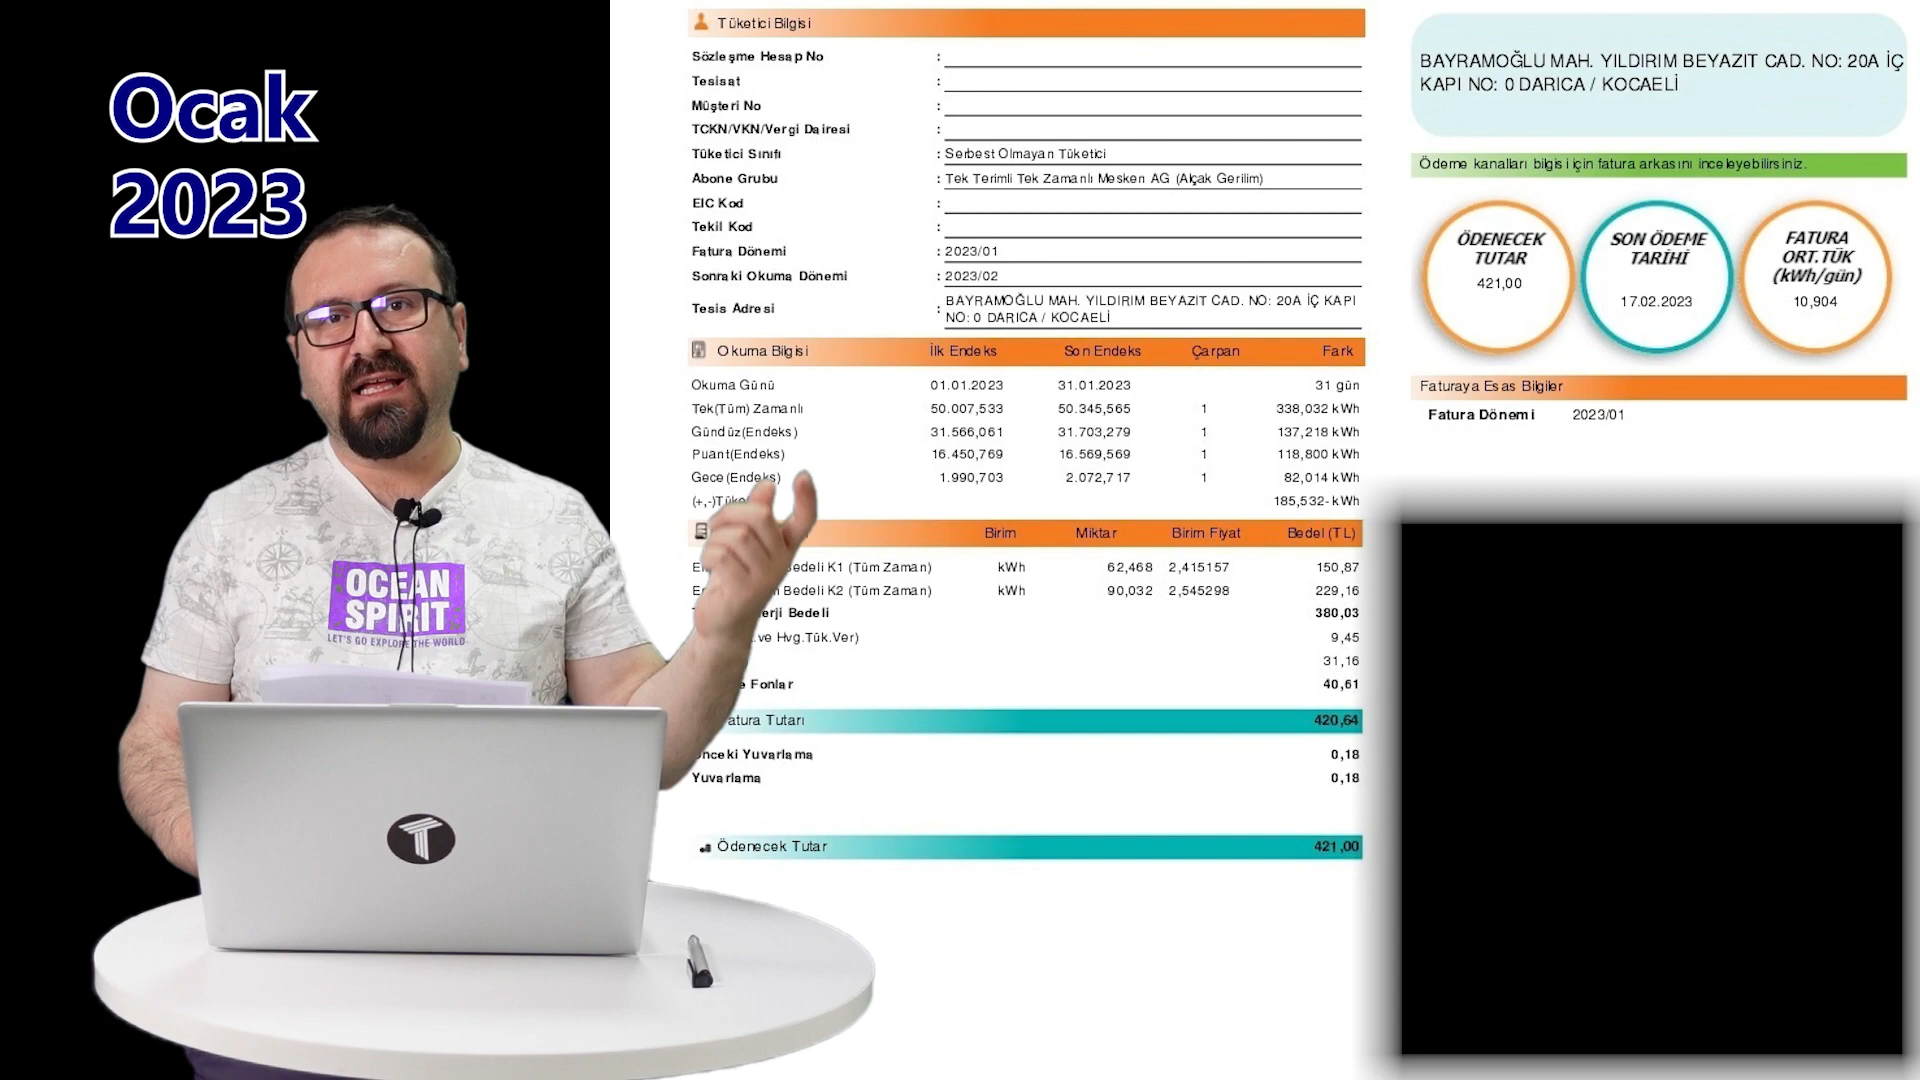 Ocak
2023
OCEAN
SPIRIT
LET'S GO EXPLORE THE WORLD
Tüketici Bilgisi
Sözleşme Hesap No :
Tesisat :
Müşteri No :
TCKN/VKN/Vergi Dairesi :
Tüketici Sınıfı : Serbest Olmayan Tüketici
Abone Grubu : Tek Terimli Tek Zamanlı Mesken AG (Alçak Gerilim)
EIC Kod :
Tekil Kod :
Fatura Dönemi : 2023/01
Sonraki Okuma Dönemi : 2023/02
Tesis Adresi : BAYRAMOĞLU MAH. YILDIRIM BEYAZIT CAD. NO: 20A İÇ KAPI
NO: 0 DARICA / KOCAELİ
Okuma Bilgisi İlk Endeks Son Endeks Çarpan Fark
Okuma Günü 01.01.2023 31.01.2023 31 gün
Tek(Tüm) Zamanlı 50.007,533 50.345,565 1 338,032 kWh
Gündüz(Endeks) 31.566,061 31.703,279 1 137,218 kWh
Puant(Endeks) 16.450,769 16.569,569 1 118,800 kWh
Gece(Endeks) 1.990,703 2.072,717 1 82,014 kWh
(+,-)Tüke 185,532- kWh
Birim Miktar Birim Fiyat Bedel (TL)
Bedeli K1 (Tüm Zaman) kWh 62,468 2,415157 150,87
Bedeli K2 (Tüm Zaman) kWh 90,032 2,545298 229,16
erji Bedeli 380,03
.ve Hvg.Tük.Ver) 9,45
31,16
e Fonlar 40,61
atura Tutarı 420,64
Önceki Yuvarlama 0,18
Yuvarlama 0,18
Ödenecek Tutar 421,00
BAYRAMOĞLU MAH. YILDIRIM BEYAZIT CAD. NO: 20A İÇ
KAPI NO: 0 DARICA / KOCAELİ
Ödeme kanalları bilgisi için fatura arkasını inceleyebilirsiniz.
ÖDENECEK
TUTAR
421,00
SON ÖDEME
TARİHİ
17.02.2023
FATURA
ORT.TÜK
(kWh/gün)
10,904
Faturaya Esas Bilgiler
Fatura Dönemi 2023/01